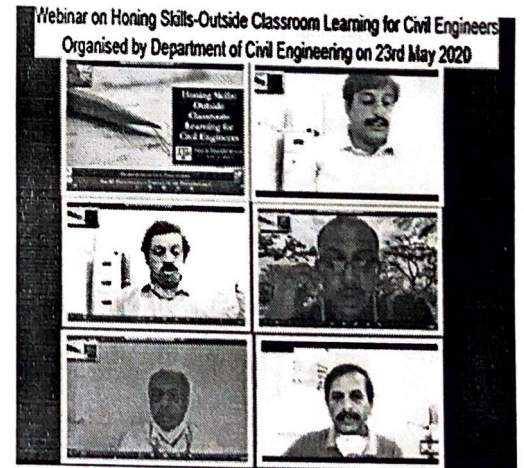 Webinar on Honing Skills-Outside Classroom Learning for Civil Engineers
Organised by Department of Civil Engineering on 23rd May 2020
Honing Skills:
Outside
Classroom
Learning for
Civil Engineers